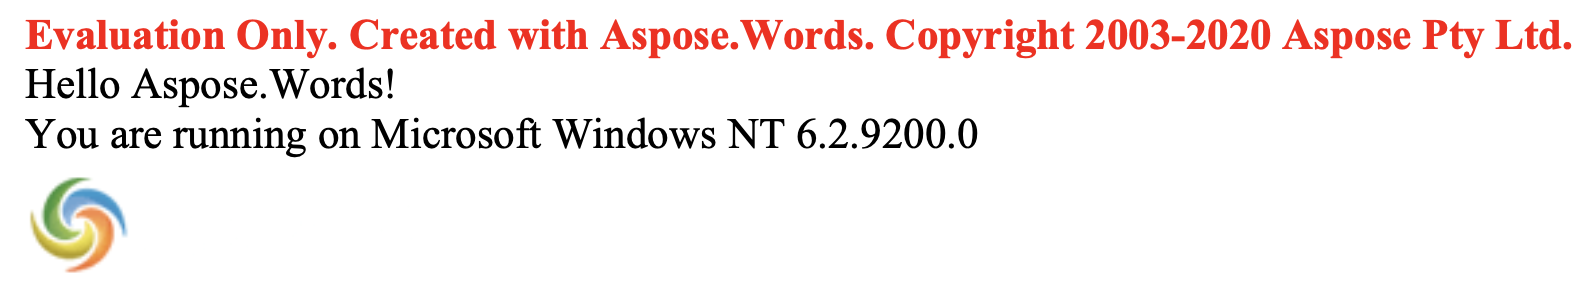 Evaluation Only. Created with Aspose.Words. Copyright 2003-2020 Aspose Pty Ltd.
Hello Aspose.Words!
You are running on Microsoft Windows NT 6.2.9200.0